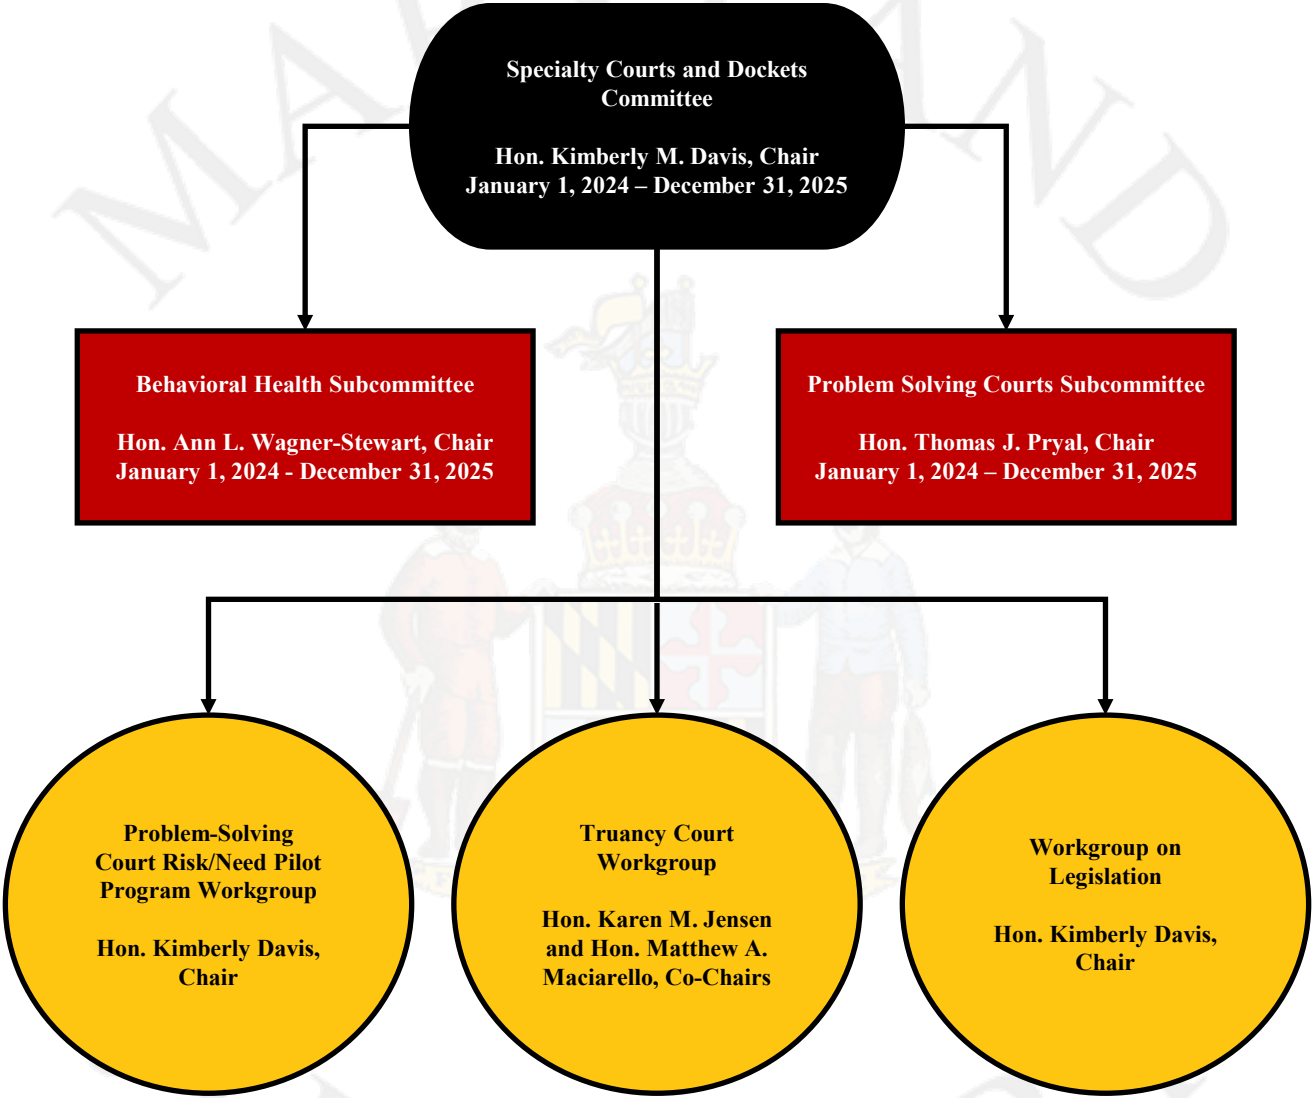 Specialty Courts and Dockets
Committee
Hon. Kimberly M. Davis, Chair
January 1, 2024 – December 31, 2025
Behavioral Health Subcommittee
Hon. Ann L. Wagner-Stewart, Chair
January 1, 2024 - December 31, 2025
Problem Solving Courts Subcommittee
Hon. Thomas J. Pryal, Chair
January 1, 2024 – December 31, 2025
Problem-Solving
Court Risk/Need Pilot
Program Workgroup
Hon. Kimberly Davis,
Chair
Truancy Court
Workgroup
Hon. Karen M. Jensen
and Hon. Matthew A.
Maciarello, Co-Chairs
Workgroup on
Legislation
Hon. Kimberly Davis,
Chair